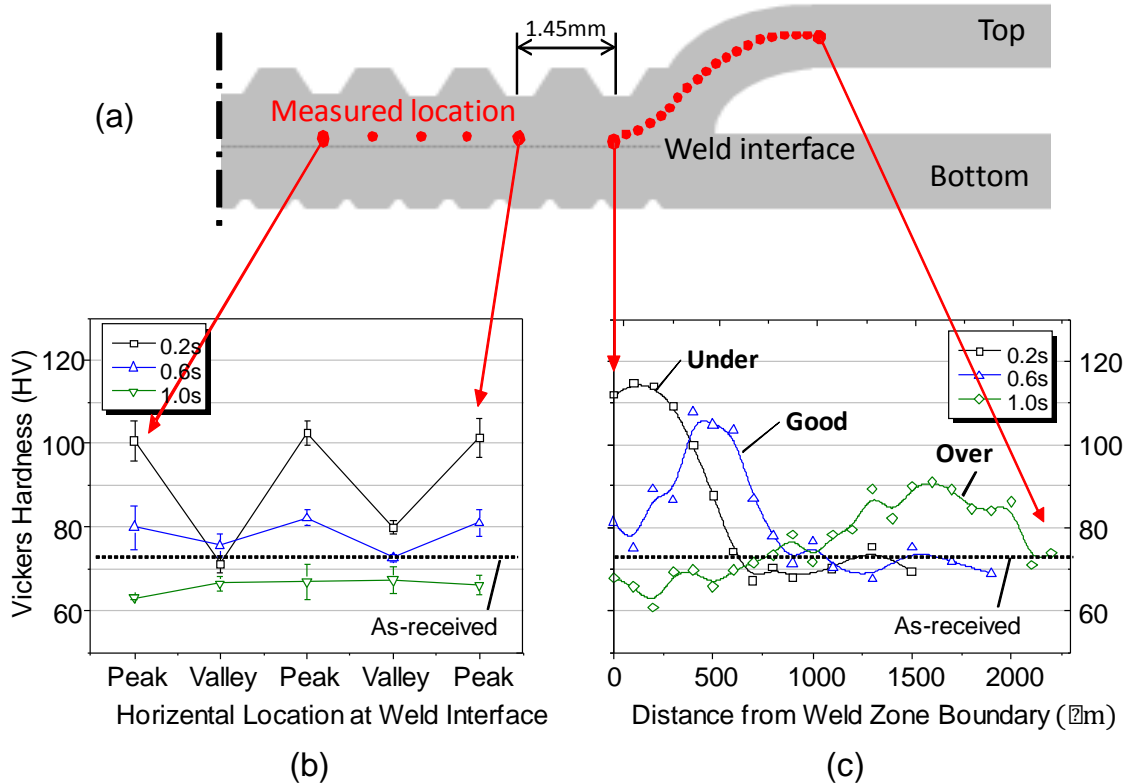 (a)
1.45mm
Top
Measured location
Weld interface
Bottom
Vickers Hardness (HV)
120
100
80
60
0.2s
0.6s
1.0s
As-received
Peak Valley Peak Valley Peak
Horizental Location at Weld Interface
(b)
Under
Good
Over
0.2s
0.6s
1.0s
As-received
120
100
80
60
0 500 1000 1500 2000
Distance from Weld Zone Boundary (�m)
(c)